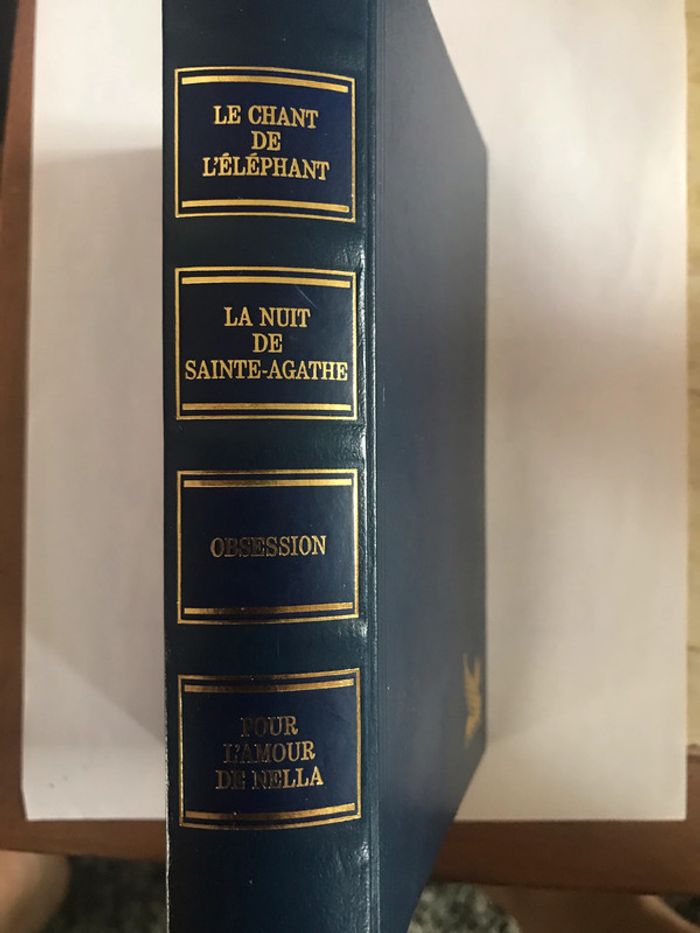 LE CHANT
DE
L'ÉLÉPHANT
LA NUIT
DE
SAINTE-AGATHE
OBSESSION
POUR
L'AMOUR
DE NELLA